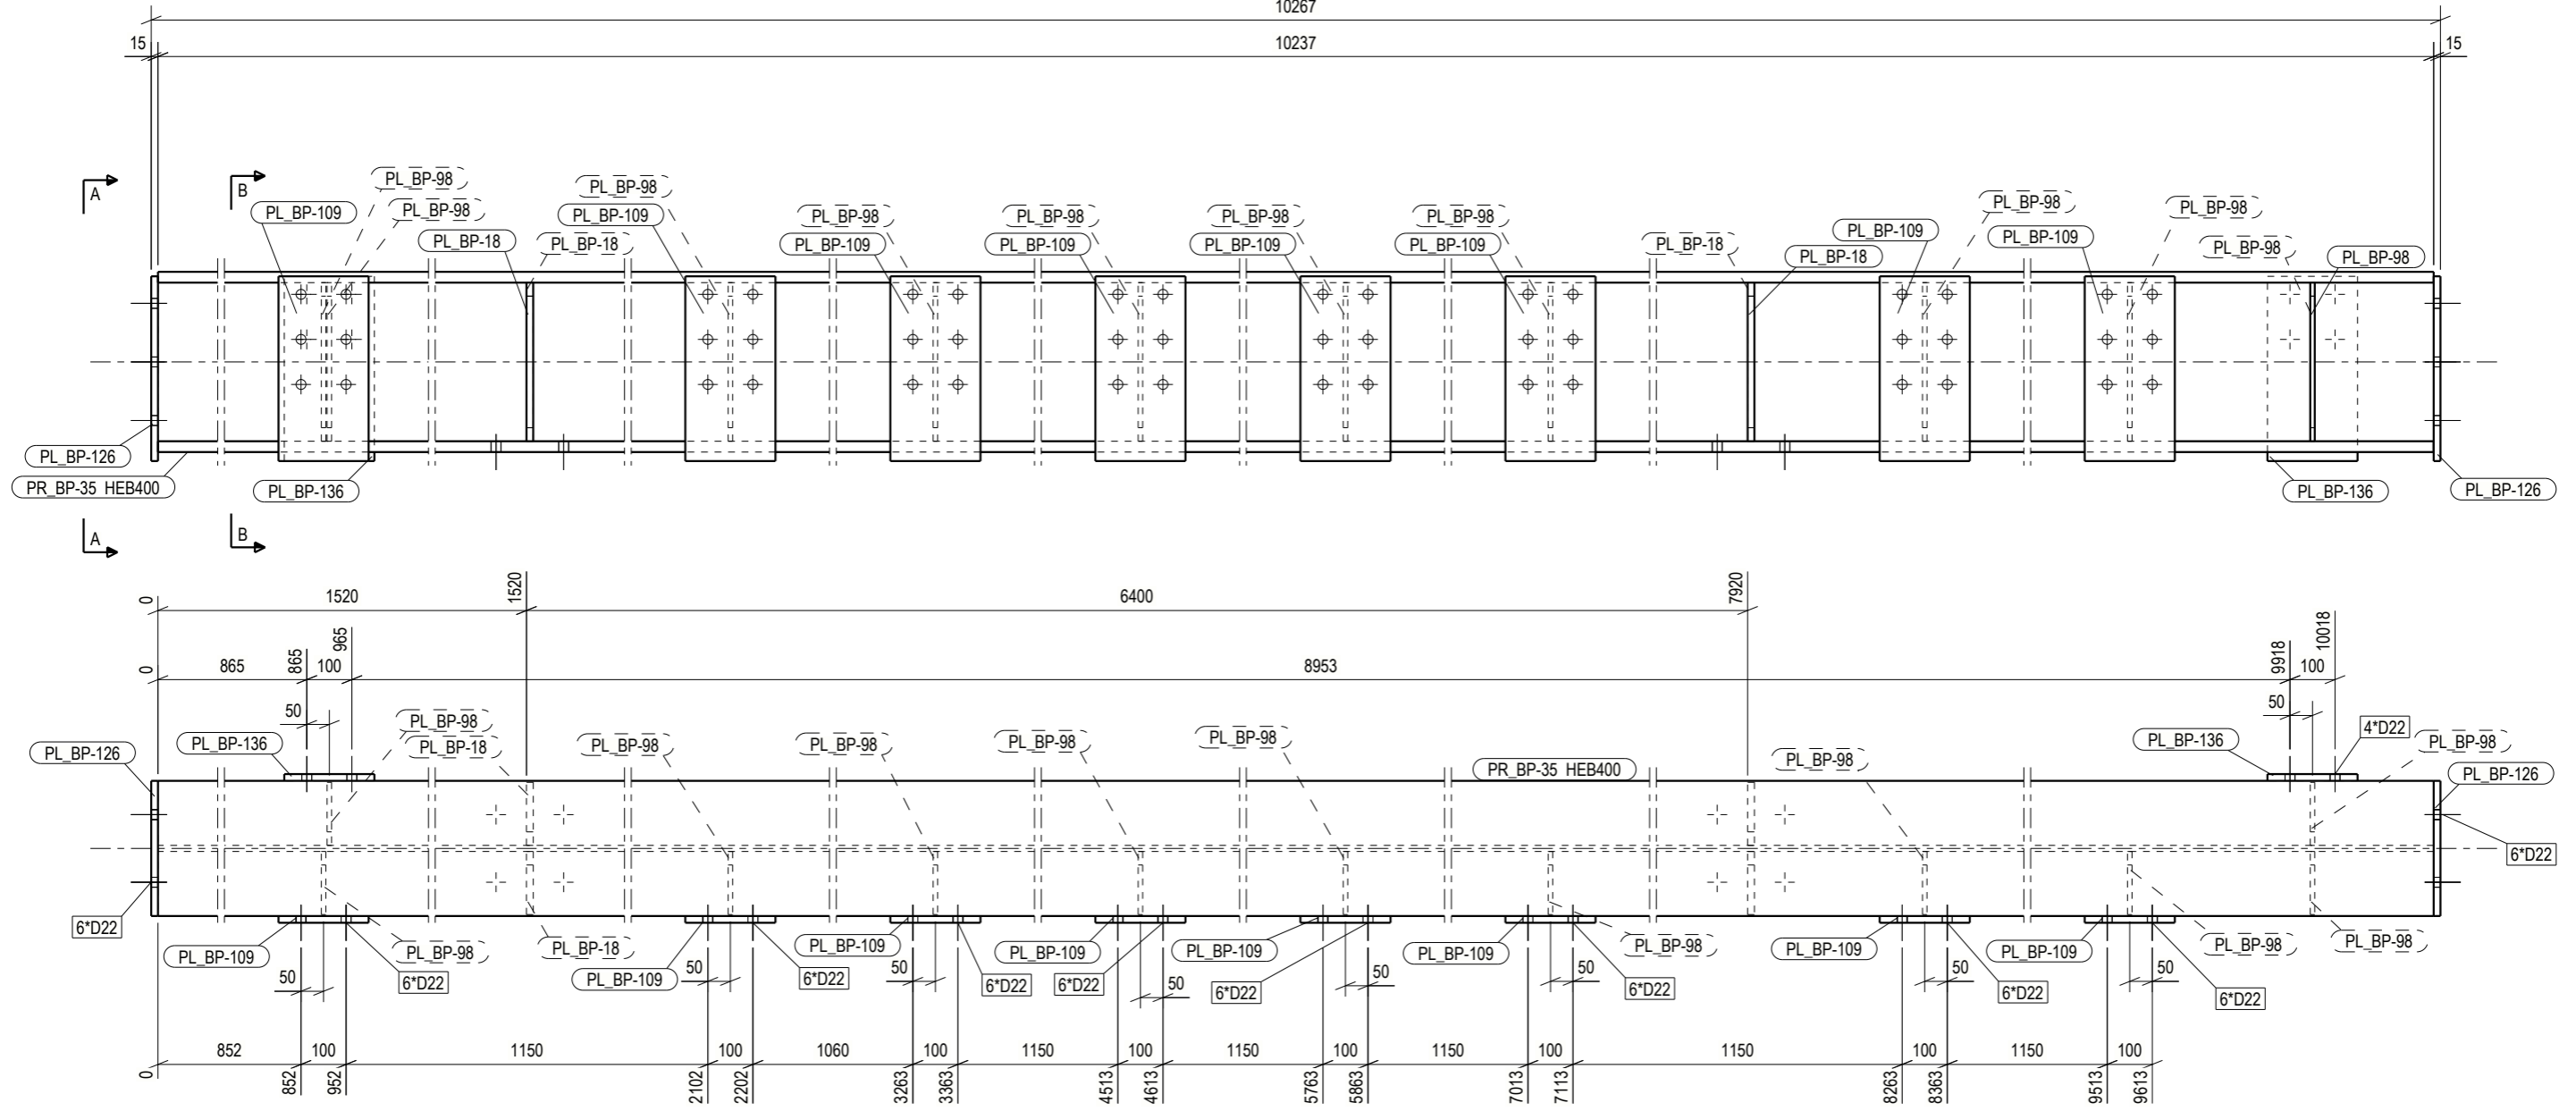 10267
15
10237
15
A
B
PL_BP-98
PL_BP-98
PL_BP-109
PL_BP-18
PL_BP-18
PL_BP-98
PL_BP-109
PL_BP-98
PL_BP-109
PL_BP-98
PL_BP-109
PL_BP-98
PL_BP-109
PL_BP-98
PL_BP-109
PL_BP-18
PL_BP-18
PL_BP-98
PL_BP-109
PL_BP-98
PL_BP-109
PL_BP-98
PL_BP-98
PL_BP-126
PR_BP-35 HEB400
PL_BP-136
PL_BP-136
PL_BP-126
A
B
0
1520
1520
6400
7920
0
865
865
100
965
8953
9918
100
10018
50
50
PL_BP-126
PL_BP-136
PL_BP-98
PL_BP-18
PL_BP-98
PL_BP-98
PL_BP-98
PL_BP-98
PR_BP-35 HEB400
PL_BP-98
PL_BP-136
4*D22
PL_BP-98
PL_BP-126
6*D22
6*D22
PL_BP-109
PL_BP-98
PL_BP-18
PL_BP-109
PL_BP-109
PL_BP-109
PL_BP-109
PL_BP-109
PL_BP-98
PL_BP-109
PL_BP-109
PL_BP-98
PL_BP-98
50
6*D22
50
6*D22
50
6*D22
6*D22
50
6*D22
50
50
6*D22
50
6*D22
50
6*D22
0
852
852
100
952
1150
2102
100
2202
1060
3263
100
3363
1150
4513
100
4613
1150
5763
100
5863
1150
7013
100
7113
1150
8263
100
8363
1150
9513
100
9613